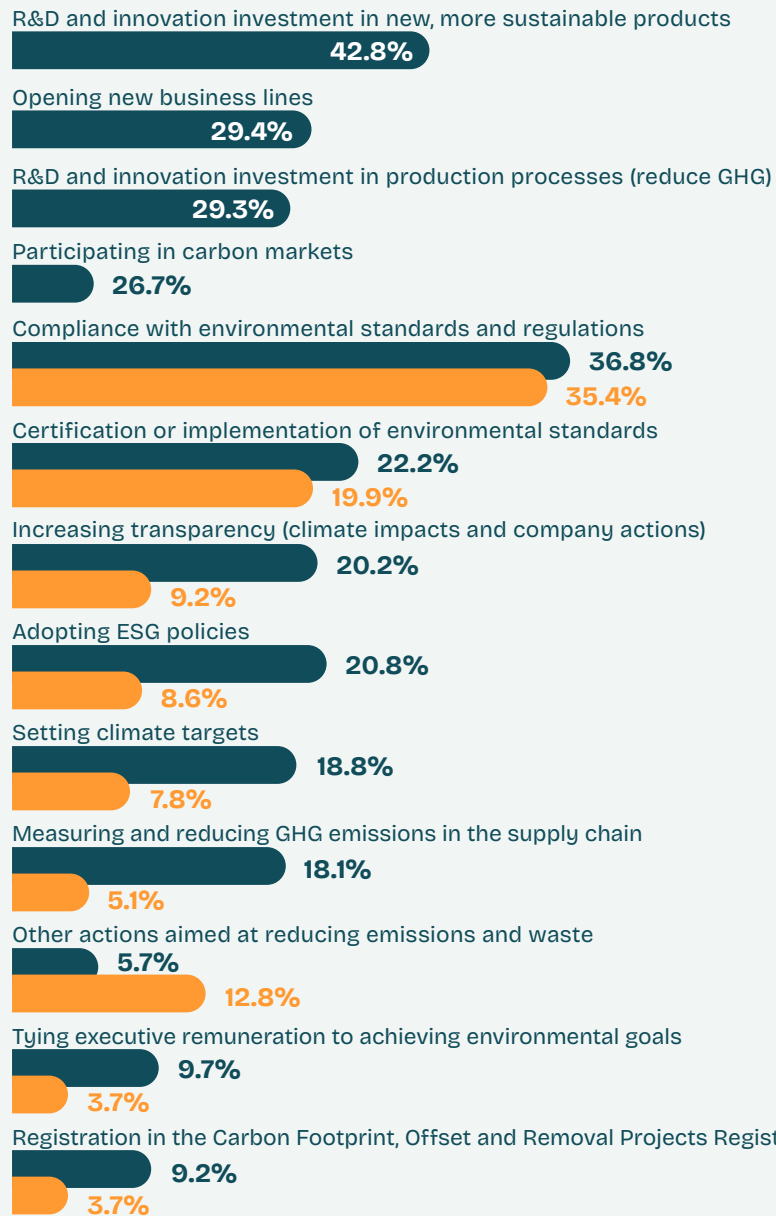 R&D and innovation investment in new, more sustainable products
42.8%
Opening new business lines
29.4%
R&D and innovation investment in production processes (reduce GHG)
29.3%
Participating in carbon markets
26.7%
Compliance with environmental standards and regulations
36.8%
35.4%
Certification or implementation of environmental standards
22.2%
19.9%
Increasing transparency (climate impacts and company actions)
20.2%
9.2%
Adopting ESG policies
20.8%
8.6%
Setting climate targets
18.8%
7.8%
Measuring and reducing GHG emissions in the supply chain
18.1%
5.1%
Other actions aimed at reducing emissions and waste
5.7%
12.8%
Tying executive remuneration to achieving environmental goals
9.7%
3.7%
Registration in the Carbon Footprint, Offset and Removal Projects Regist
9.2%
3.7%